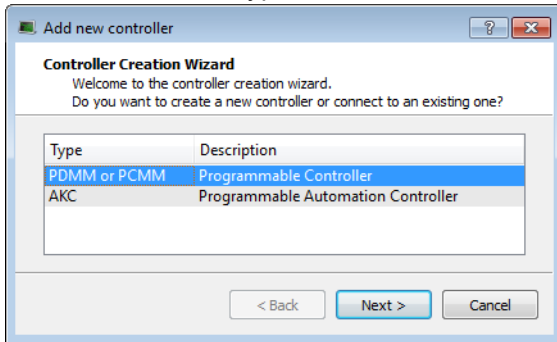 Add new controller
Controller Creation Wizard
Welcome to the controller creation wizard.
Do you want to create a new controller or connect to an existing one?
Type Description
PDMM or PCMM Programmable Controller
AKC Programmable Automation Controller
< Back Next > Cancel